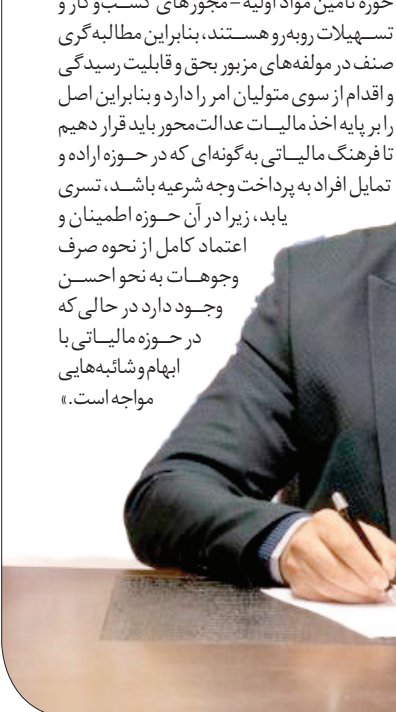 حوزه تامین مواد اولیه – مجوزهای کسب‌وکار و
تسهیلات روبه‌رو هستند، بنابراین مطالبه‌گری
صنف در مولفه‌های مزبور بحق و قابلیت رسیدگی
و اقدام از سوی متولیان امر را دارد و بنابراین اصل
را بر پایه اخذ مالیات عدالت‌محور باید قرار دهیم
تا فرهنگ مالیاتی به گونه‌ای که در حوزه اراده و
تمایل افراد به پرداخت وجه شرعیه باشد، تسری
یابد، زیرا در آن حوزه اطمینان و
اعتماد کامل از نحوه صرف
وجوهات به نحو احسن
وجود دارد در حالی که
در حوزه مالیاتی با
ابهام و شائبه‌هایی
مواجه است.»